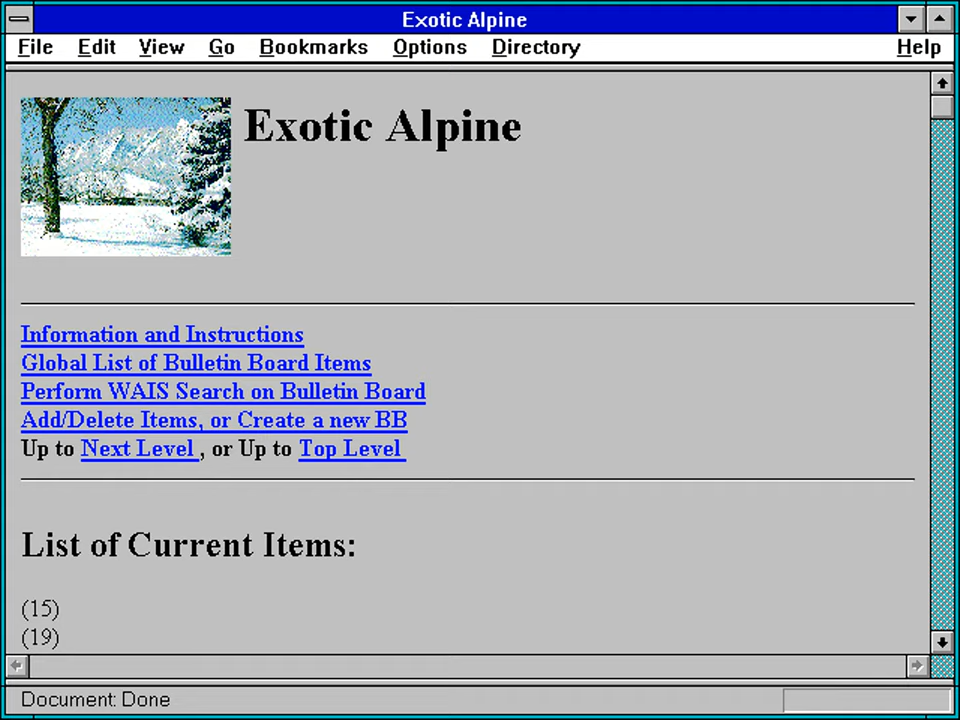 Exotic Alpine
File Edit View Go Bookmarks Options Directory Help
Exotic Alpine
Information and Instructions
Global List of Bulletin Board Items
Perform WAIS Search on Bulletin Board
Add/Delete Items, or Create a new BB
Up to Next Level , or Up to Top Level
List of Current Items:
(15)
(19)
Document: Done